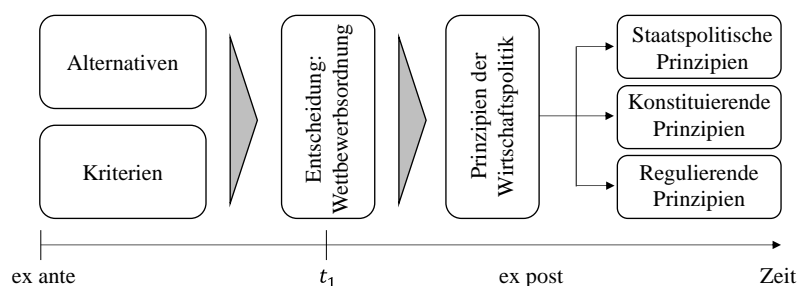 Alternativen
Kriterien
Entscheidung:
Wettbewerbsordnung
Prinzipien der
Wirtschaftspolitik
Staatspolitische
Prinzipien
Konstituierende
Prinzipien
Regulierende
Prinzipien
ex ante
t₁
ex post
Zeit